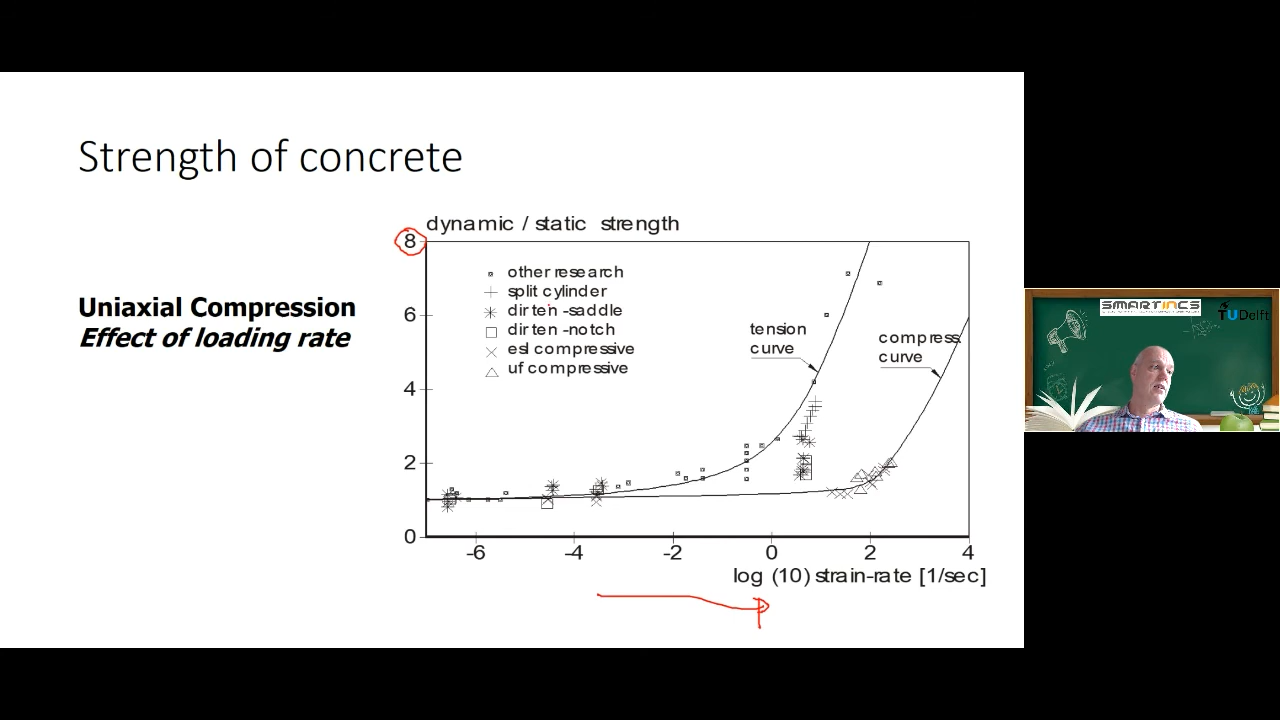 Strength of concrete
Uniaxial Compression
Effect of loading rate
dynamic / static strength
8
6
4
2
0
other research
split cylinder
dir ten -saddle
dir ten -notch
esl compressive
uf compressive
tension
curve
compress.
curve
-6 -4 -2 0 2 4
log (10) strain-rate [1/sec]
SMARTINCS
TUDelft